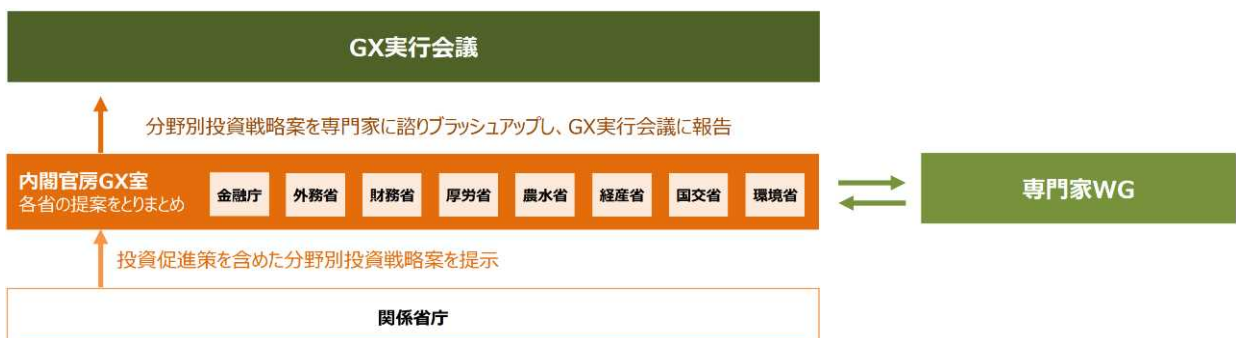 GX実行会議
分野別投資戦略案を専門家に諮りブラッシュアップし、GX実行会議に報告
内閣官房GX室
各省の提案をとりまとめ
金融庁
外務省
財務省
厚労省
農水省
経産省
国交省
環境省
専門家WG
投資促進策を含めた分野別投資戦略案を提示
関係省庁